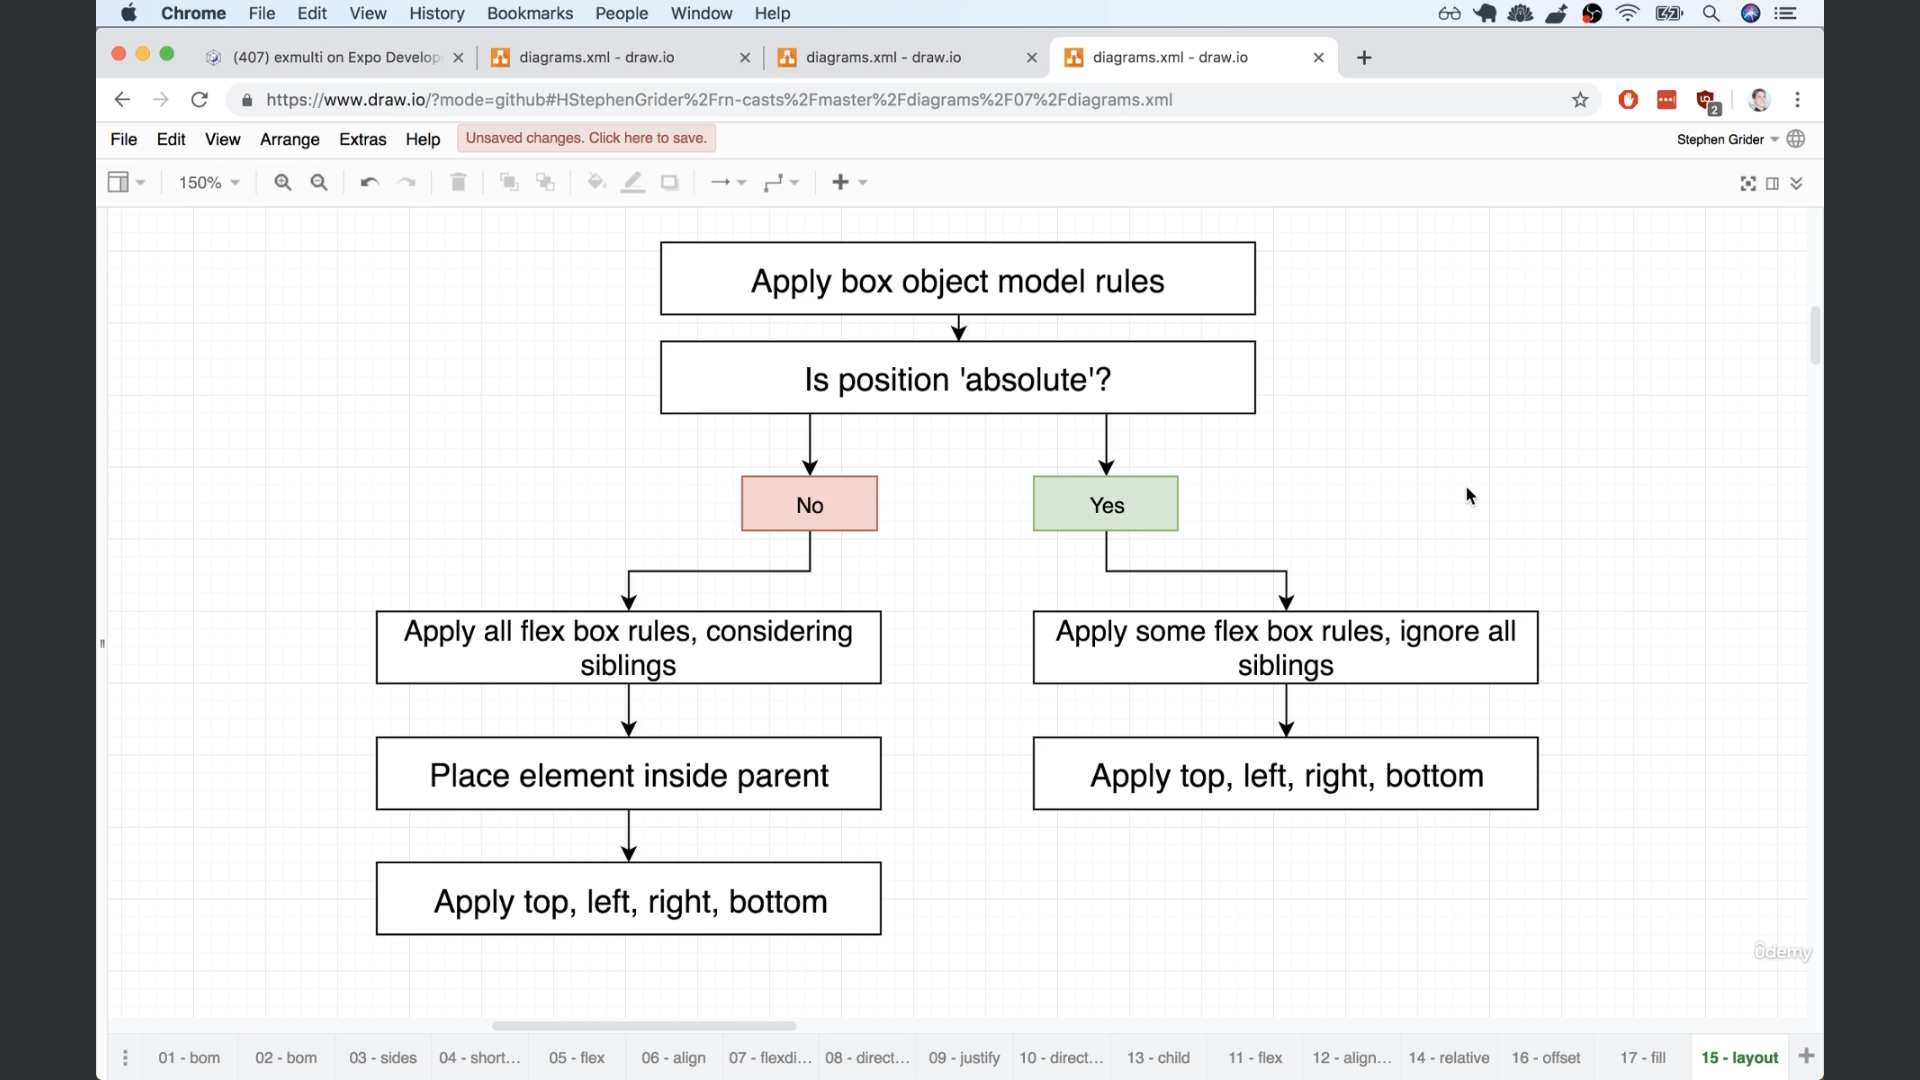 Chrome File Edit View History Bookmarks People Window Help
(407) exmulti on Expo Develop
diagrams.xml - draw.io
diagrams.xml - draw.io
diagrams.xml - draw.io
https://www.draw.io/?mode=github#HStephenGrider%2Frn-casts%2Fmaster%2Fdiagrams%2F07%2Fdiagrams.xml
2
File Edit View Arrange Extras Help
Unsaved changes. Click here to save.
Stephen Grider
150%
Apply box object model rules
Is position 'absolute'?
No
Yes
Apply all flex box rules, considering
siblings
Apply some flex box rules, ignore all
siblings
Place element inside parent
Apply top, left, right, bottom
Apply top, left, right, bottom
ûdemy
01 - bom 02 - bom 03 - sides 04 - short... 05 - flex 06 - align 07 - flexdi... 08 - direct... 09 - justify 10 - direct... 13 - child 11 - flex 12 - align... 14 - relative 16 - offset 17 - fill 15 - layout